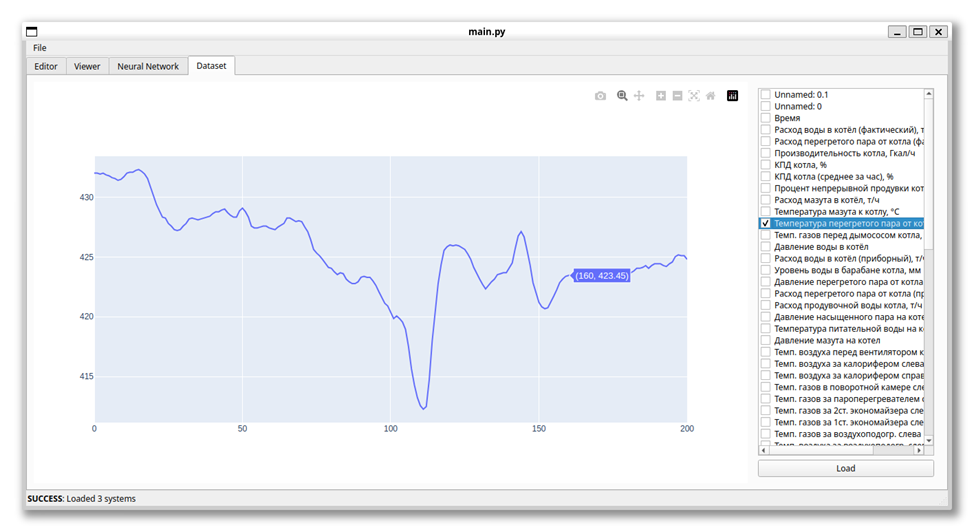 main.py
File
Editor Viewer Neural Network Dataset
430
425
420
415
0 50 100 150 200
(160, 423.45)
Unnamed: 0.1
Unnamed: 0
Время
Расход воды в котёл (фактический), т
Расход перегретого пара от котла (фа
Производительность котла, Гкал/ч
КПД котла, %
КПД котла (среднее за час), %
Процент непрерывной продувки кот
Расход мазута в котёл, т/ч
Температура мазута к котлу, °С
Температура перегретого пара от ко
Темп. газов перед дымососом котла,
Давление воды в котёл
Расход воды в котёл (приборный), т/ч
Уровень воды в барабане котла, мм
Давление перегретого пара от котла
Расход перегретого пара от котла (пр
Расход продувочной воды котла, т/ч
Давление насыщенного пара на коте
Температура питательной воды на к
Давление мазута на котел
Темп. воздуха перед вентилятором к
Темп. воздуха за калорифером слева
Темп. воздуха за калорифером справ
Темп. газов в поворотной камере сле
Темп. газов за пароперегревателем с
Темп. газов за 2ст. экономайзера сле
Темп. газов за 1ст. экономайзера сле
Темп. газов за воздухоподогр. слева
Load
SUCCESS: Loaded 3 systems